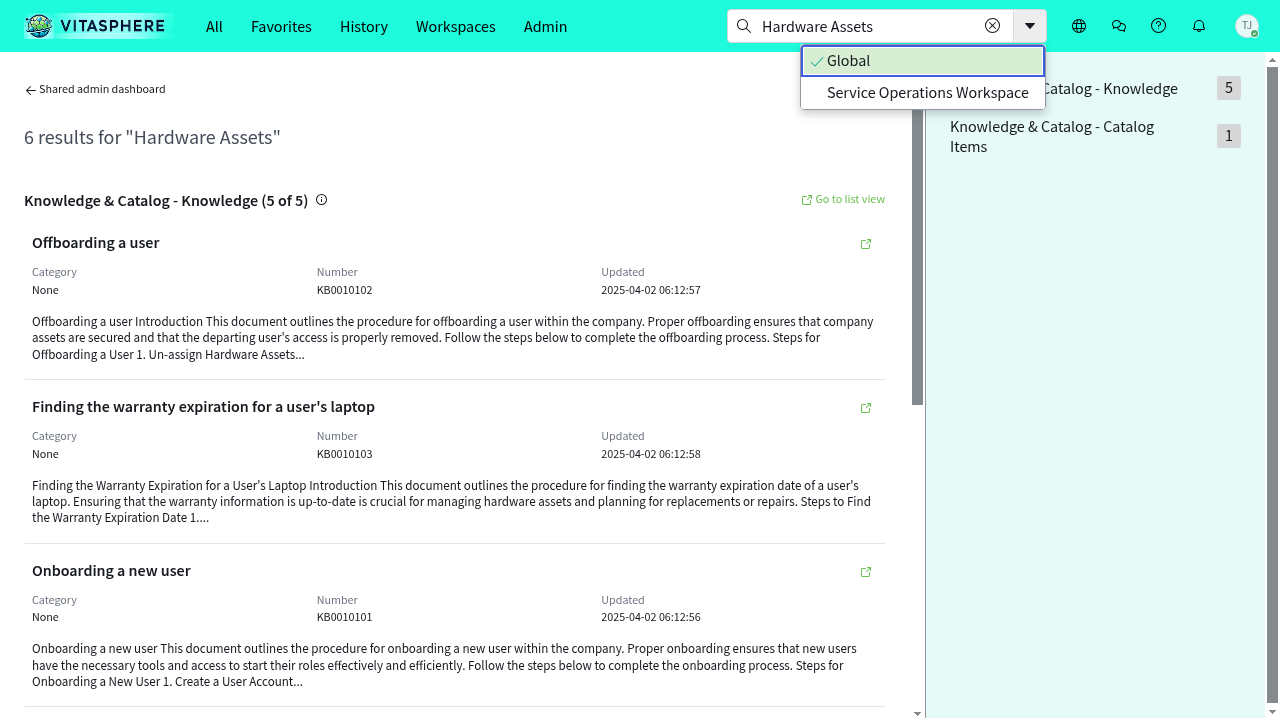 VITASPHERE
All
Favorites
History
Workspaces
Admin
Hardware Assets
TJ
Global
Service Operations Workspace
Shared admin dashboard
6 results for "Hardware Assets"
Knowledge & Catalog - Knowledge (5 of 5)
Go to list view
Offboarding a user
Category
Number
Updated
None
KB0010102
2025-04-02 06:12:57
Offboarding a user Introduction This document outlines the procedure for offboarding a user within the company. Proper offboarding ensures that company
assets are secured and that the departing user's access is properly removed. Follow the steps below to complete the offboarding process. Steps for
Offboarding a User 1. Un-assign Hardware Assets...
Finding the warranty expiration for a user's laptop
Category
Number
Updated
None
KB0010103
2025-04-02 06:12:58
Finding the Warranty Expiration for a User's Laptop Introduction This document outlines the procedure for finding the warranty expiration date of a user's
laptop. Ensuring that the warranty information is up-to-date is crucial for managing hardware assets and planning for replacements or repairs. Steps to Find
the Warranty Expiration Date 1....
Onboarding a new user
Category
Number
Updated
None
KB0010101
2025-04-02 06:12:56
Onboarding a new user This document outlines the procedure for onboarding a new user within the company. Proper onboarding ensures that new users
have the necessary tools and access to start their roles effectively and efficiently. Follow the steps below to complete the onboarding process. Steps for
Onboarding a New User 1. Create a User Account...
Catalog - Knowledge
5
Knowledge & Catalog - Catalog
Items
1